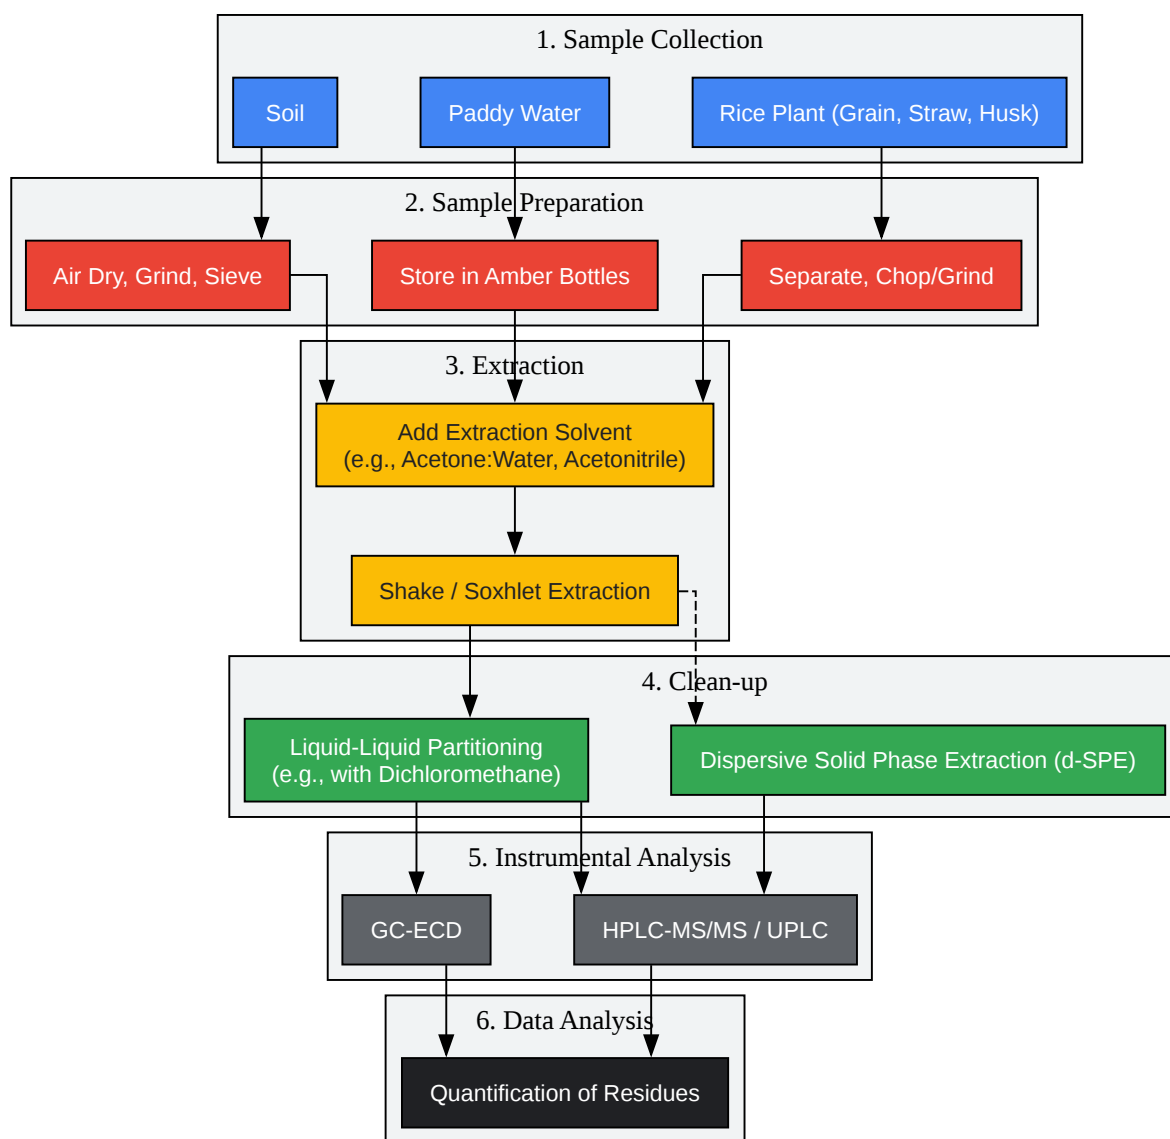 1. Sample Collection
Soil
Paddy Water
Rice Plant (Grain, Straw, Husk)
2. Sample Preparation
Air Dry, Grind, Sieve
Store in Amber Bottles
Separate, Chop/Grind
3. Extraction
Add Extraction Solvent
(e.g., Acetone:Water, Acetonitrile)
Shake / Soxhlet Extraction
4. Clean-up
Liquid-Liquid Partitioning
(e.g., with Dichloromethane)
Dispersive Solid Phase Extraction (d-SPE)
5. Instrumental Analysis
GC-ECD
HPLC-MS/MS / UPLC
6. Data Analysis
Quantification of Residues